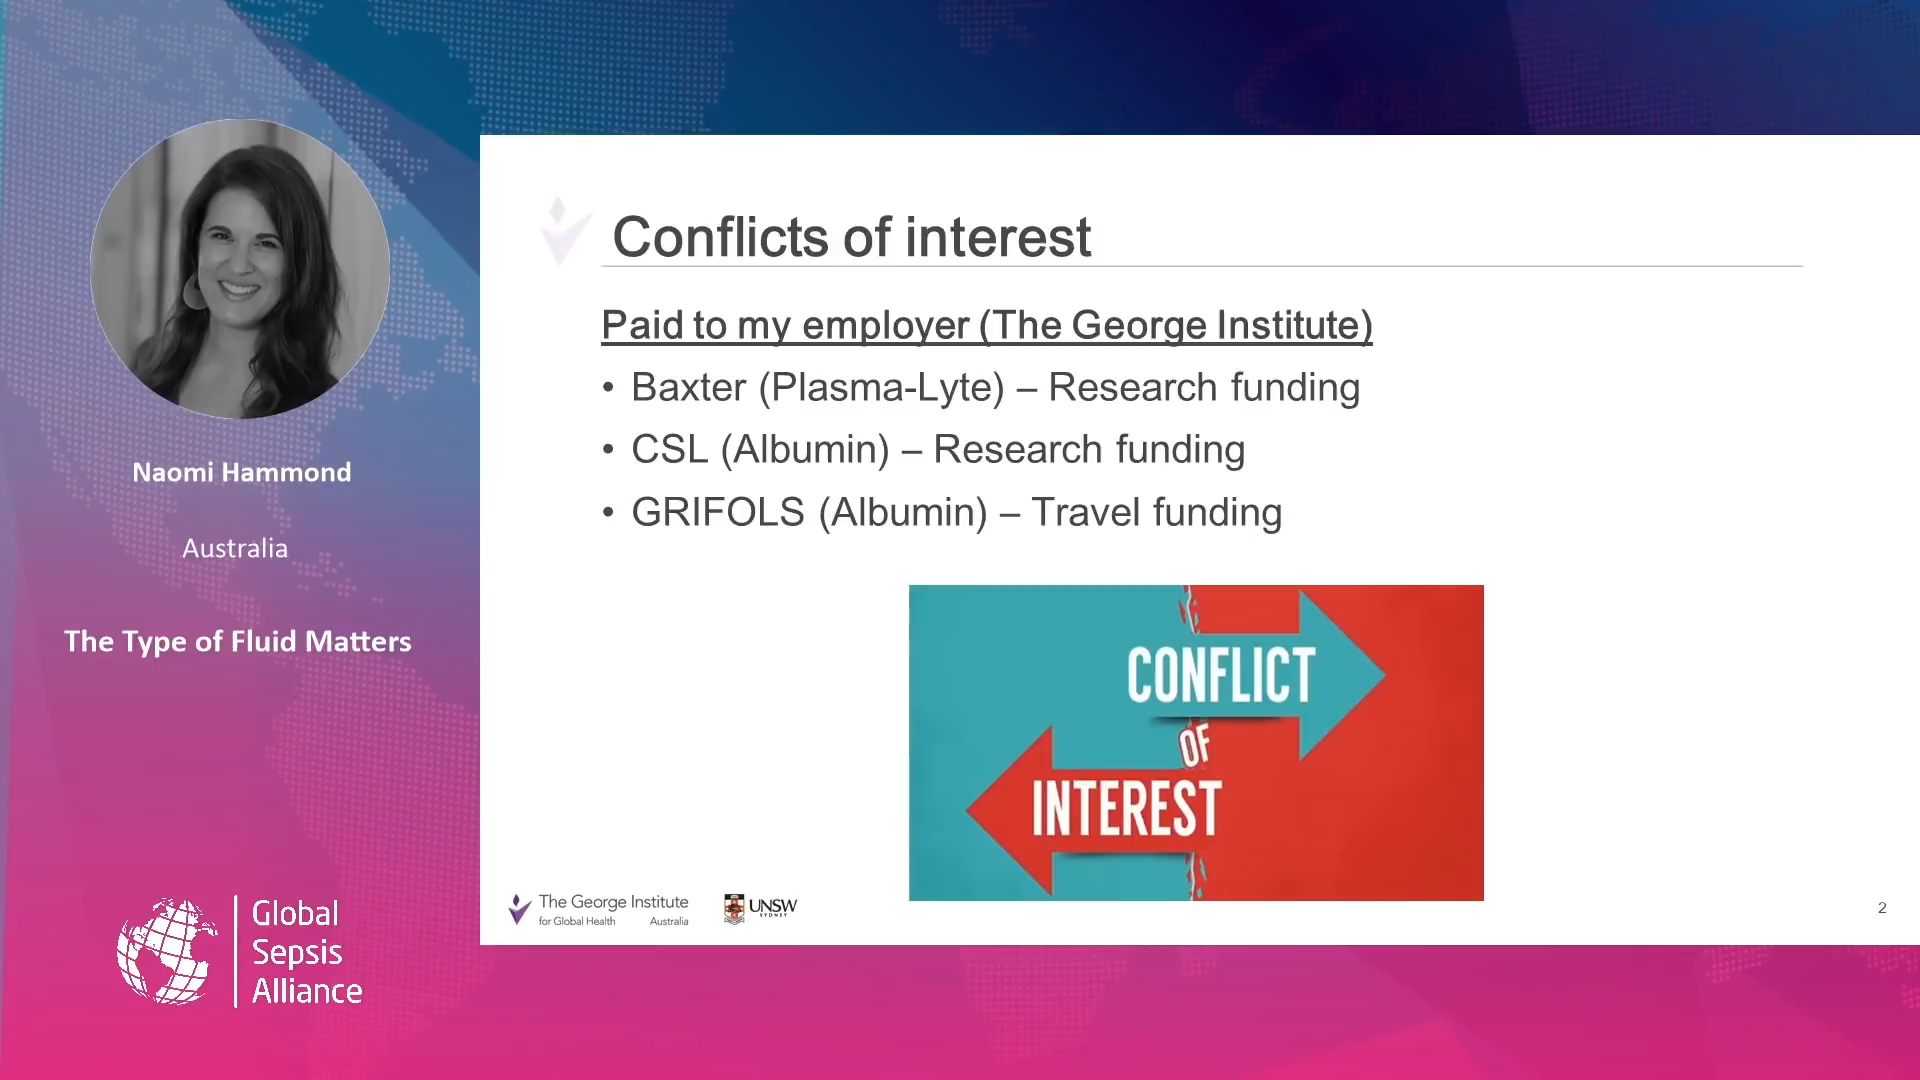 Naomi Hammond
Australia
The Type of Fluid Matters
Global
Sepsis
Alliance
Conflicts of interest
Paid to my employer (The George Institute)
• Baxter (Plasma-Lyte) – Research funding
• CSL (Albumin) – Research funding
• GRIFOLS (Albumin) – Travel funding
CONFLICT
OF
INTEREST
The George Institute
for Global Health Australia
UNSW
SYDNEY
2